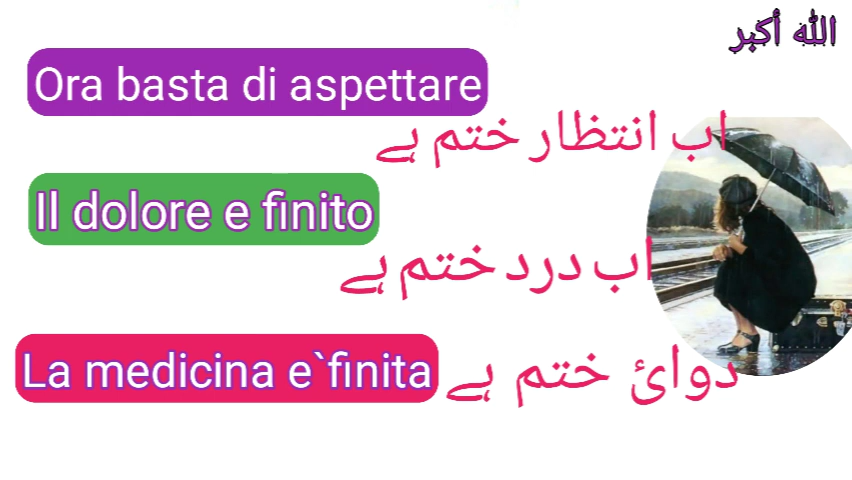 الله أكبر
Ora basta di aspettare
اب انتظار ختم ہے
Il dolore e finito
اب درد ختم ہے
La medicina e`finita
دوائ ختم ہے